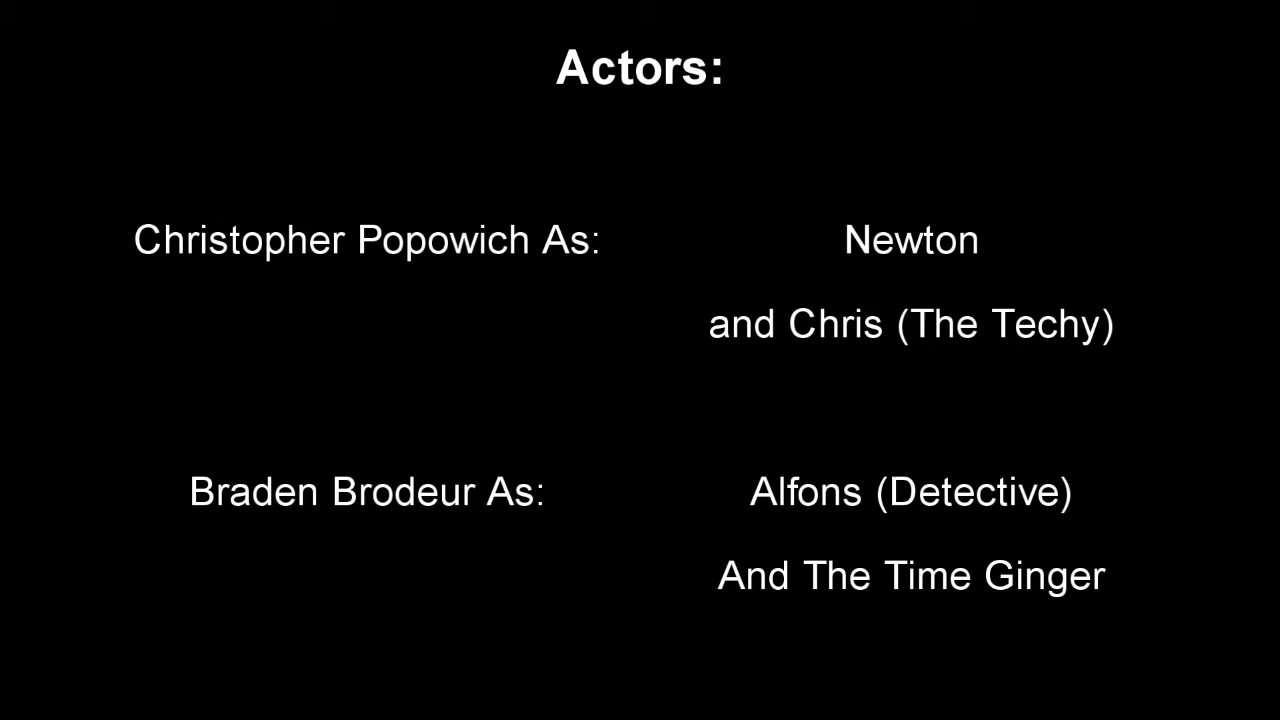 Actors:
Christopher Popowich As: Newton
and Chris (The Techy)
Braden Brodeur As: Alfons (Detective)
And The Time Ginger